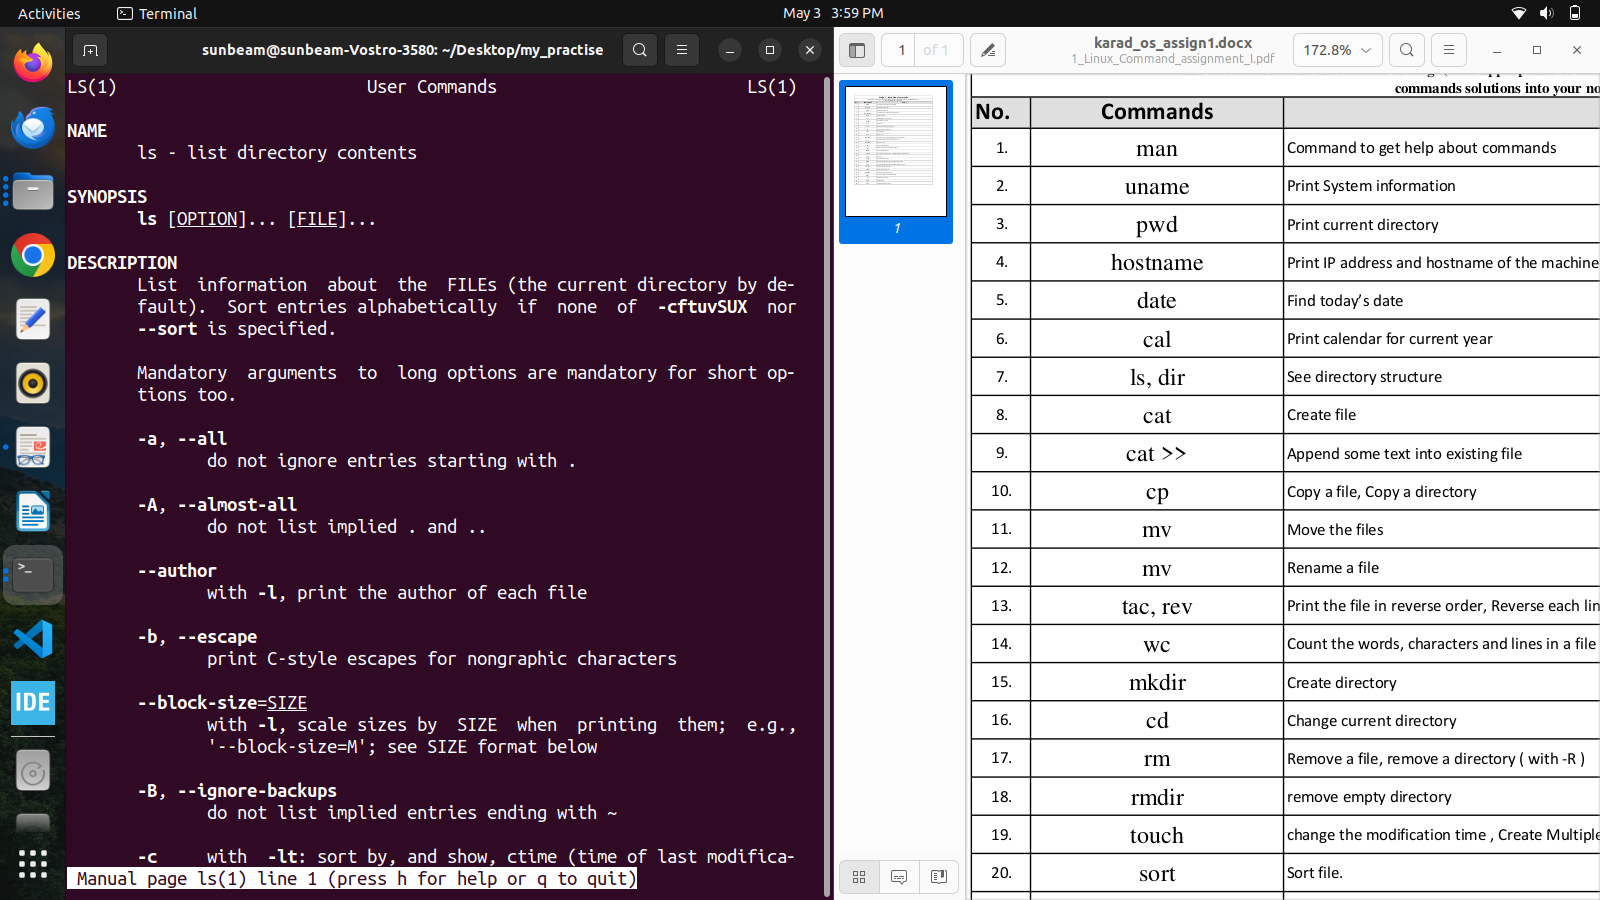 Activities
Terminal
May 3  3:59 PM
sunbeam@sunbeam-Vostro-3580: ~/Desktop/my_practise
LS(1) User Commands LS(1)
NAME
ls - list directory contents
SYNOPSIS
ls [OPTION]... [FILE]...
DESCRIPTION
List information about the FILEs (the current directory by de-
fault). Sort entries alphabetically if none of -cftuvSUX nor
--sort is specified.
Mandatory arguments to long options are mandatory for short op-
tions too.
-a, --all
do not ignore entries starting with .
-A, --almost-all
do not list implied . and ..
--author
with -l, print the author of each file
-b, --escape
print C-style escapes for nongraphic characters
--block-size=SIZE
with -l, scale sizes by SIZE when printing them; e.g.,
'--block-size=M'; see SIZE format below
-B, --ignore-backups
do not list implied entries ending with ~
-c with -lt: sort by, and show, ctime (time of last modifica-
Manual page ls(1) line 1 (press h for help or q to quit)
IDE
1 of 1
karad_os_assign1.docx
1_Linux_Command_assignment_I.pdf
172.8%
1
commands solutions into your no
No. Commands
1. man Command to get help about commands
2. uname Print System information
3. pwd Print current directory
4. hostname Print IP address and hostname of the machine
5. date Find today's date
6. cal Print calendar for current year
7. ls, dir See directory structure
8. cat Create file
9. cat >> Append some text into existing file
10. cp Copy a file, Copy a directory
11. mv Move the files
12. mv Rename a file
13. tac, rev Print the file in reverse order, Reverse each lin
14. wc Count the words, characters and lines in a file
15. mkdir Create directory
16. cd Change current directory
17. rm Remove a file, remove a directory ( with -R )
18. rmdir remove empty directory
19. touch change the modification time , Create Multiple
20. sort Sort file.